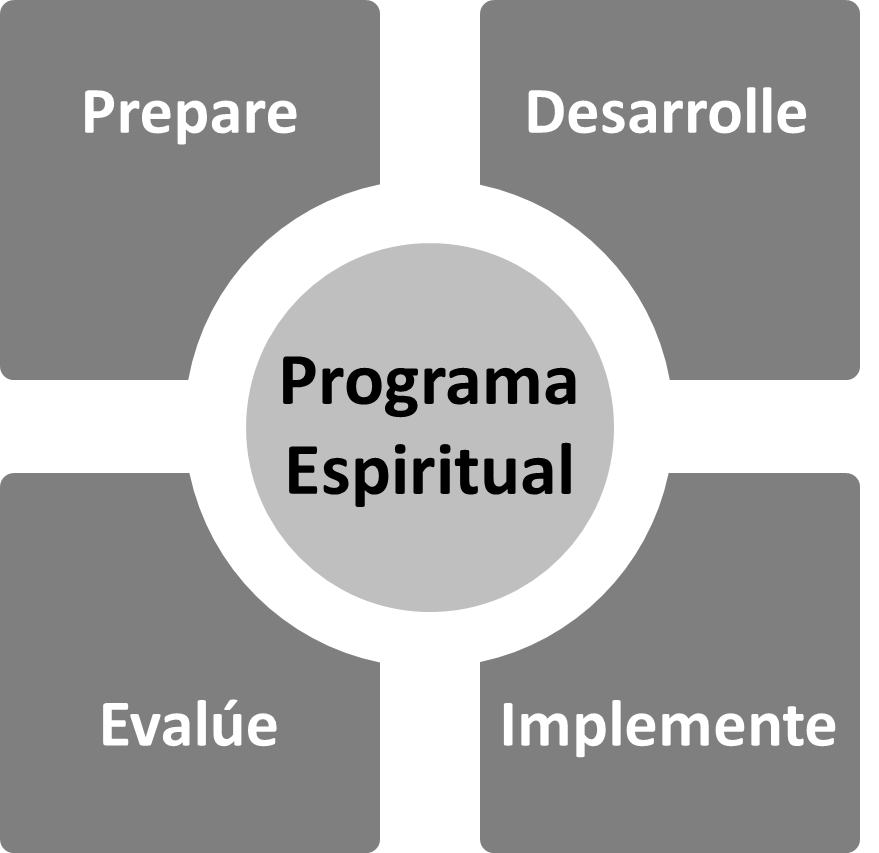 Prepare
Desarrolle
Programa
Espiritual
Evalúe
Implemente